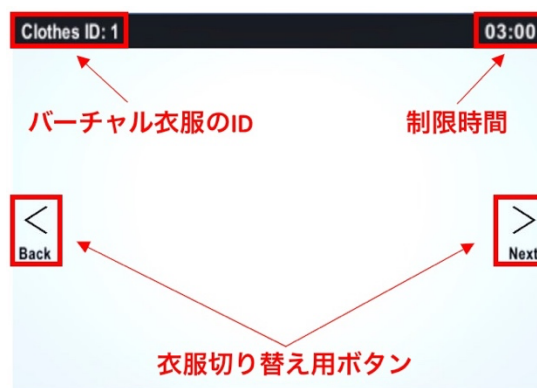 Clothes ID: 1
03:00
バーチャル衣服のID
制限時間
<
Back
>
Next
衣服切り替え用ボタン